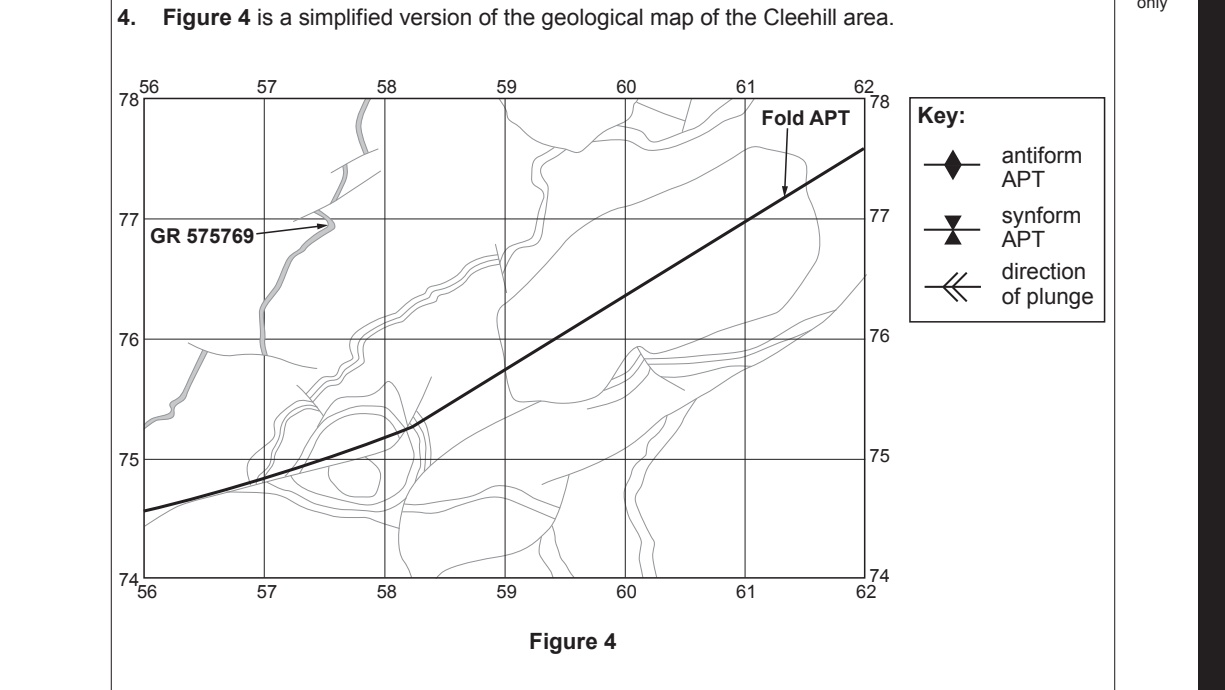 only
4. Figure 4 is a simplified version of the geological map of the Cleehill area.
56 57 58 59 60 61 62
78 78
Fold APT
Key:
antiform
APT
synform
APT
direction
of plunge
77 77
GR 575769
76 76
75 75
74 74
56 57 58 59 60 61 62
Figure 4